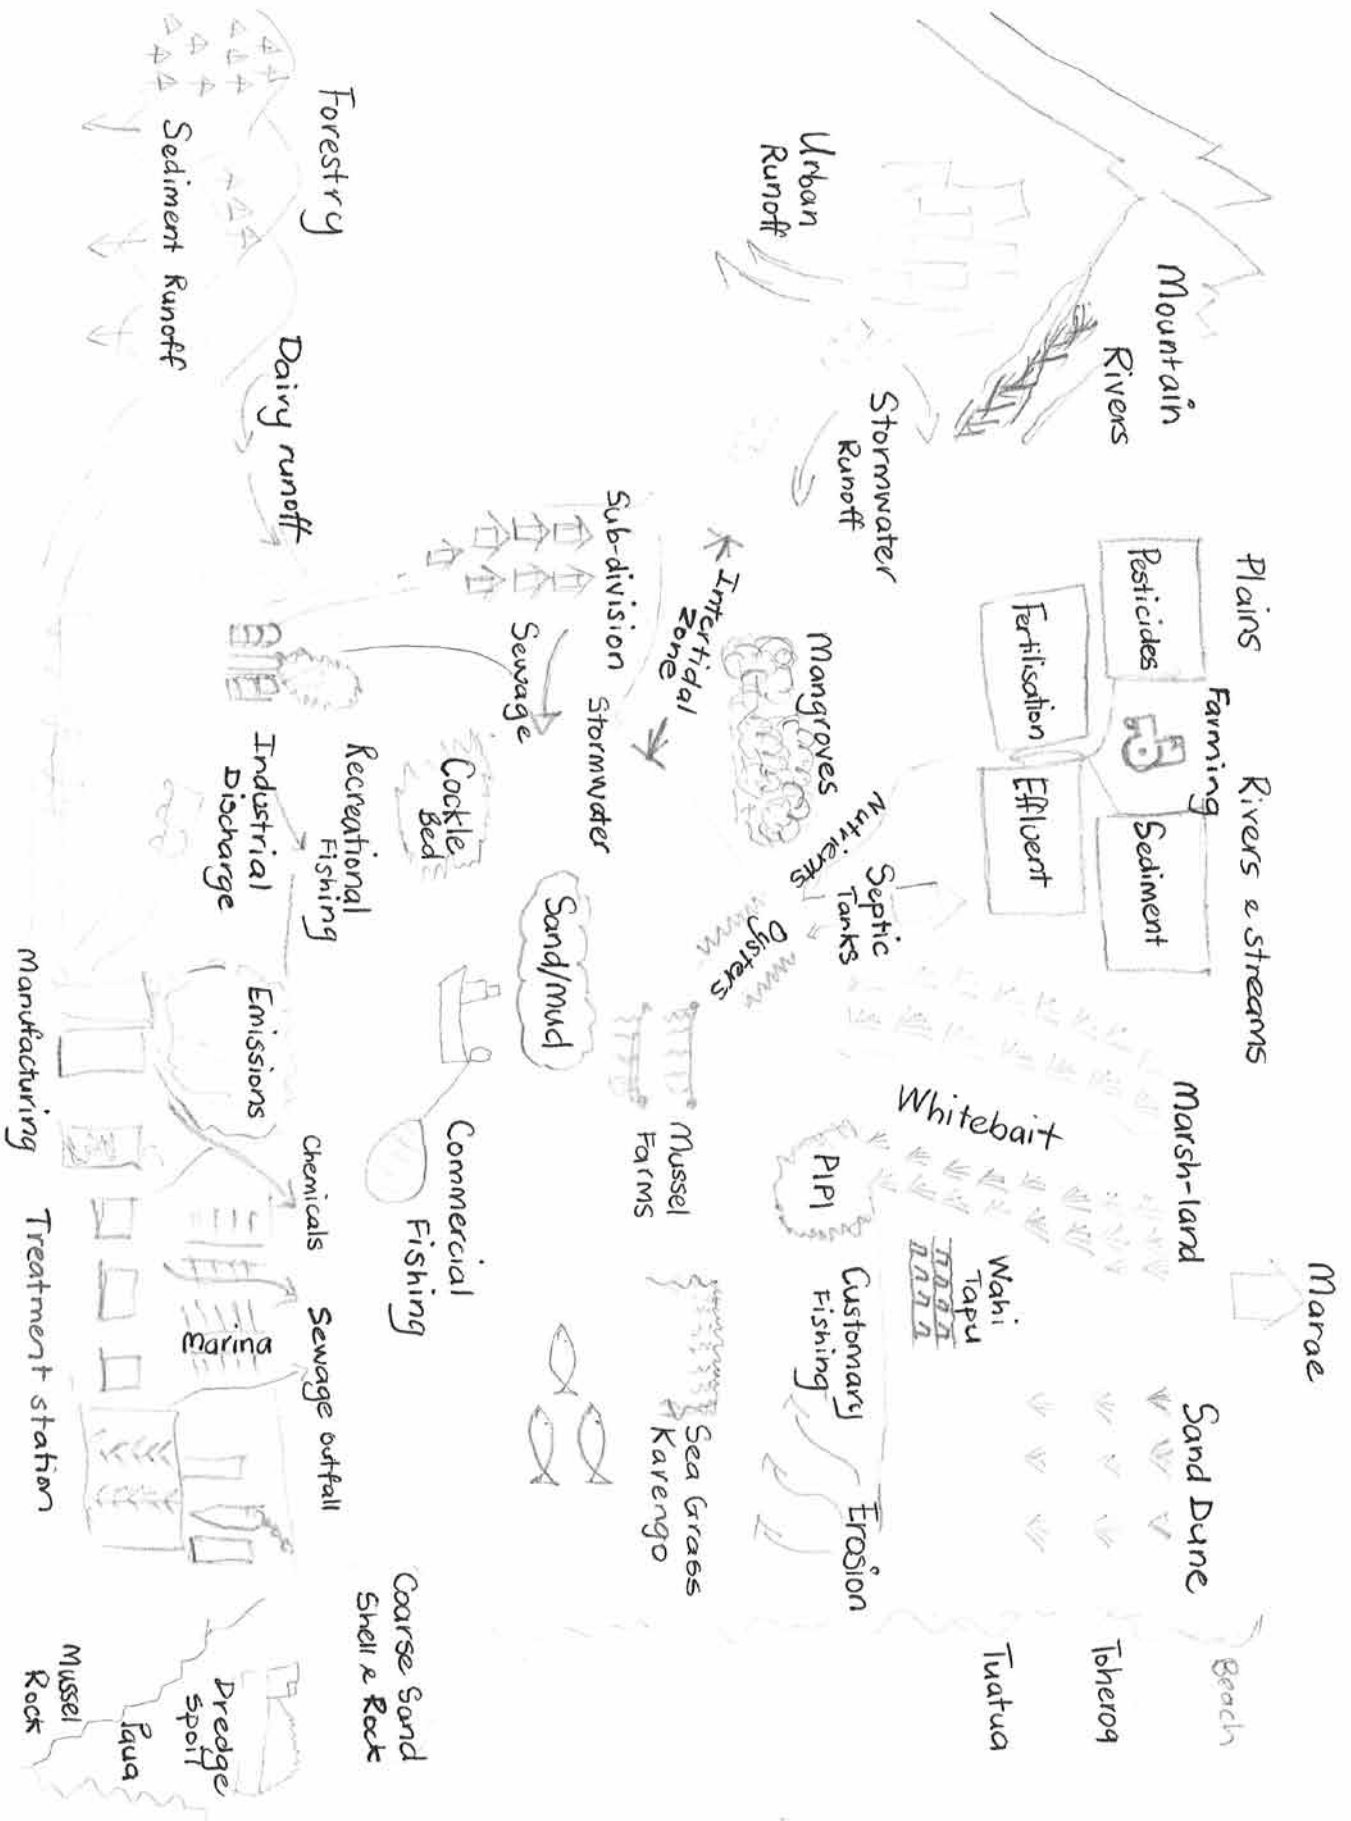 Marae
Mountain
Rivers
Plains
Rivers & streams
Farming
Pesticides
Sediment
Fertilisation
Effluent
Marsh-land
Sand Dune
Beach
Toheroa
Tuatua
Urban
Runoff
Stormwater
Runoff
Whitebait
Wahi
Tapu
Septic
Tanks
Nutrients
Mangroves
Oysters
PIPI
Customary
Fishing
Erosion
Intertidal
Zone
Sub-division
Sewage
Stormwater
Mussel
Farms
Sea Grass
Karengo
Sand/mud
Cockle
Bed
Recreational
Fishing
Commercial
Fishing
Coarse Sand
Shell & Rock
Forestry
Sediment Runoff
Dairy runoff
Industrial
Discharge
Emissions
Chemicals
Sewage outfall
Marina
Manufacturing
Treatment station
Dredge
Spoil
Paua
Mussel
Rock